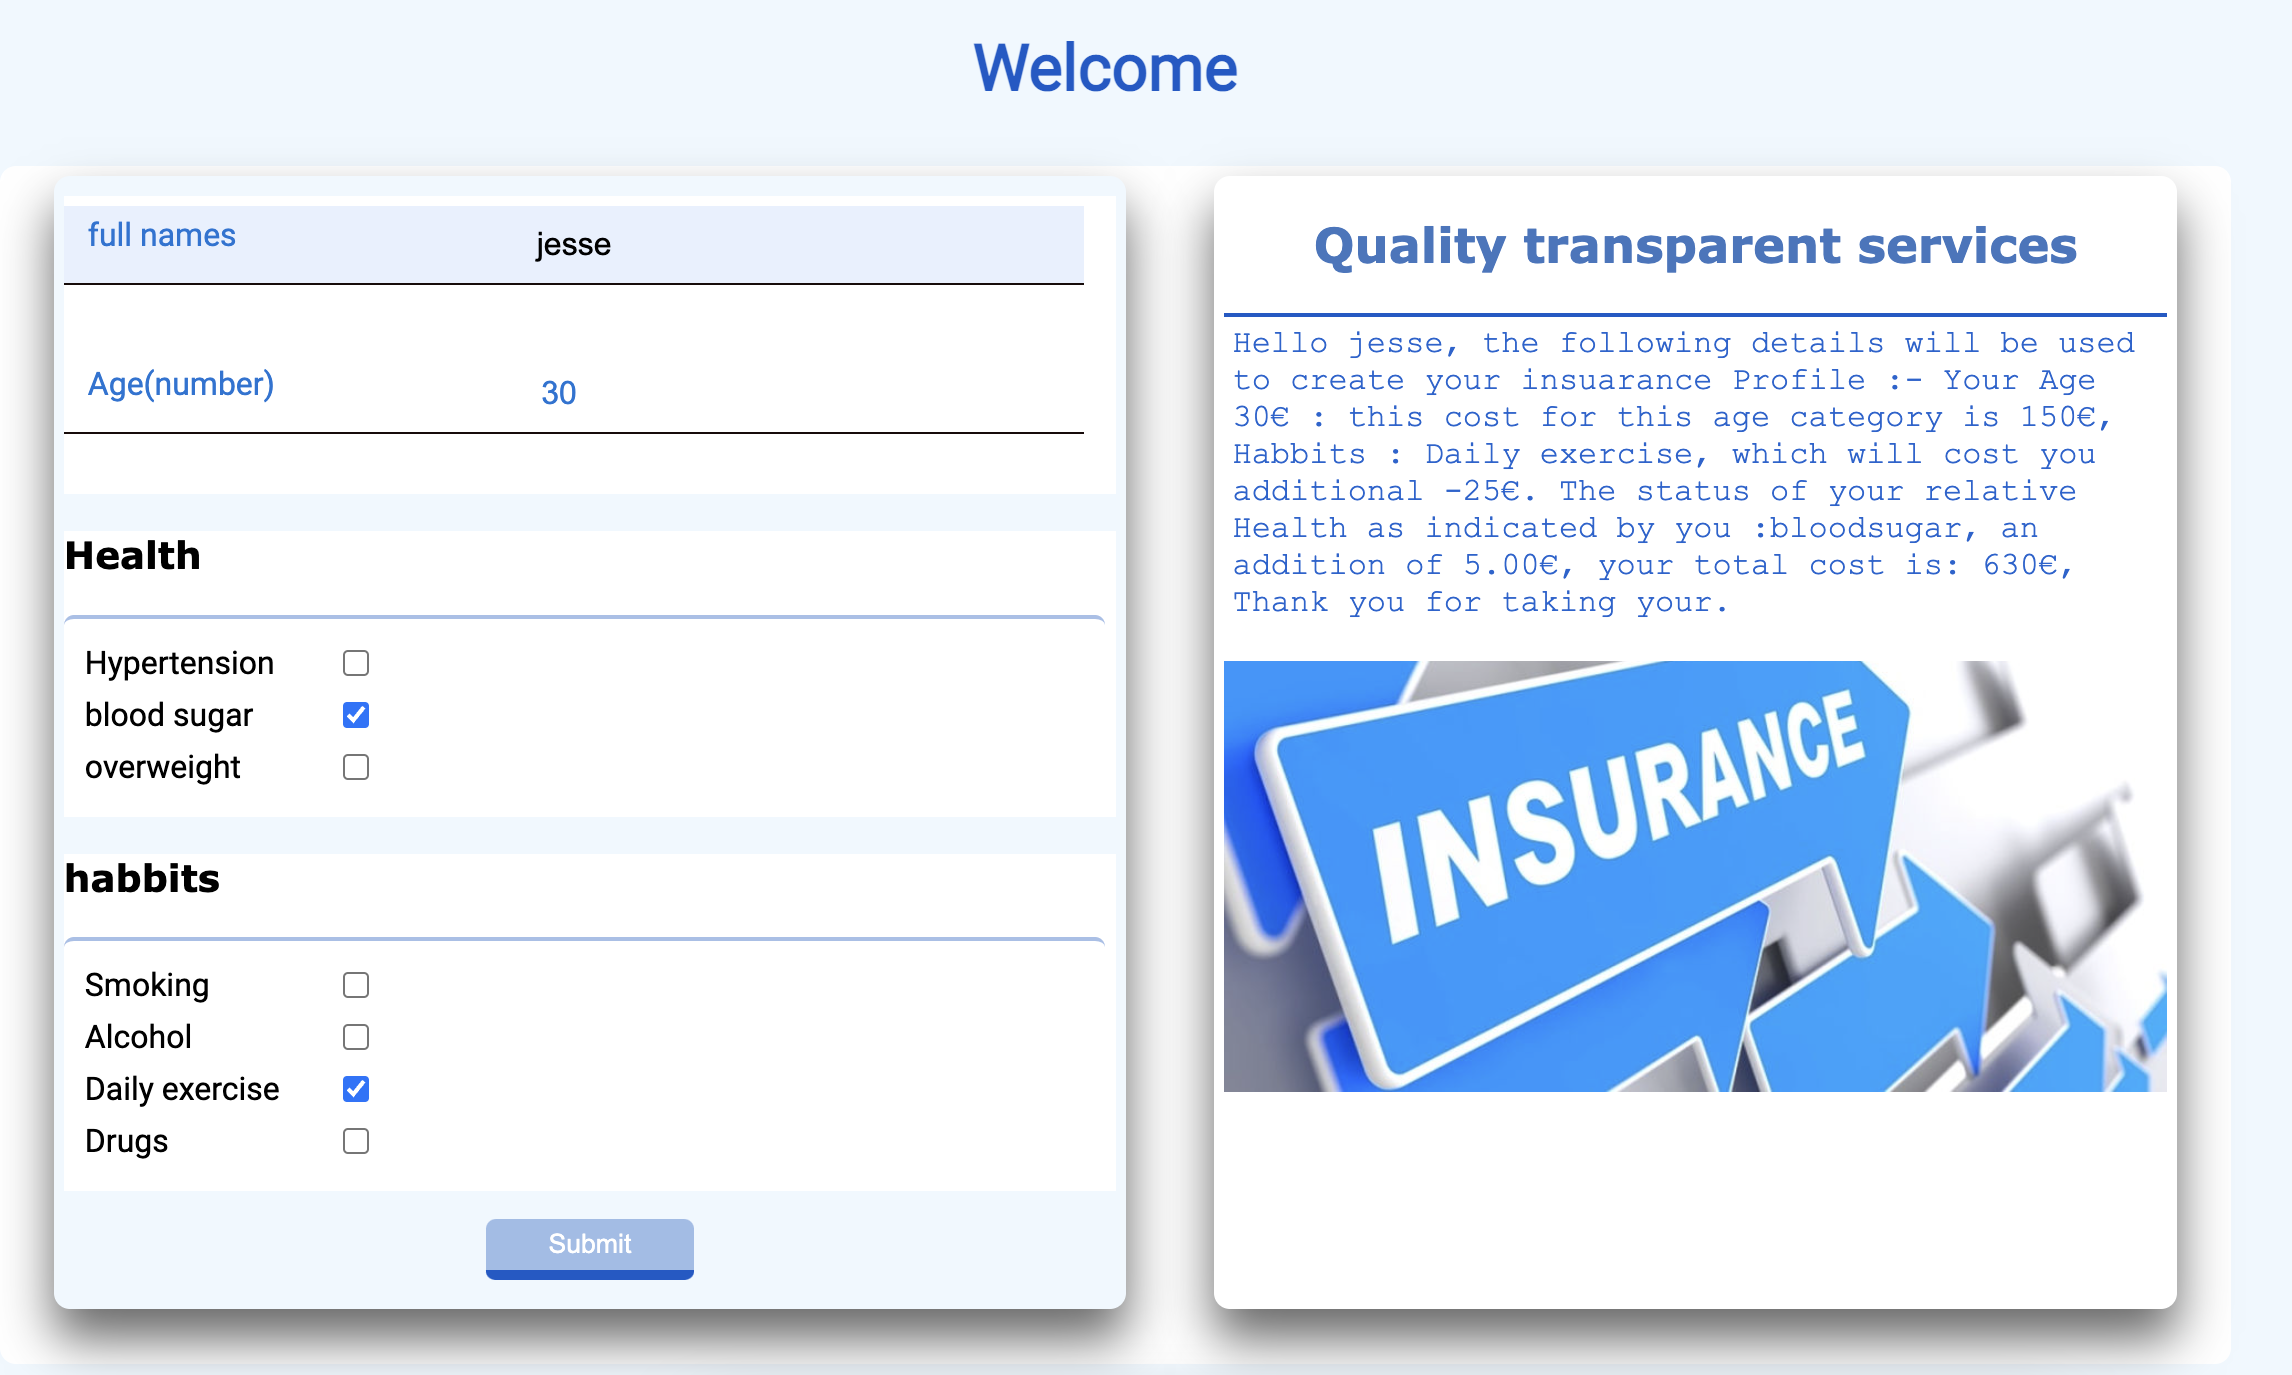 Welcome
full names
jesse
Age(number)
30
Health
Hypertension
blood sugar
overweight
habbits
Smoking
Alcohol
Daily exercise
Drugs
Submit
Quality transparent services
Hello jesse, the following details will be used
to create your insuarance Profile :- Your Age
30€ : this cost for this age category is 150€,
Habbits : Daily exercise, which will cost you
additional -25€. The status of your relative
Health as indicated by you :bloodsugar, an
addition of 5.00€, your total cost is: 630€,
Thank you for taking your.
INSURANCE